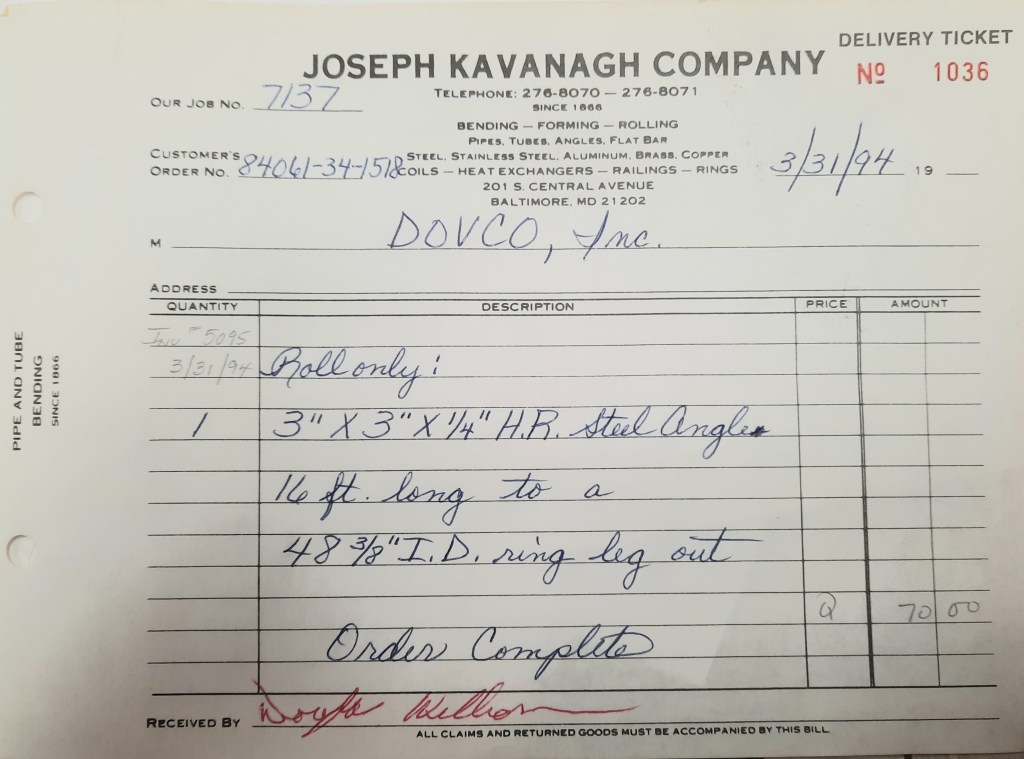 DELIVERY TICKET
JOSEPH KAVANAGH COMPANY
Nº 1036
TELEPHONE: 276-8070 — 276-8071
OUR JOB NO. 7137
SINCE 1866
BENDING — FORMING — ROLLING
PIPES, TUBES, ANGLES, FLAT BAR
CUSTOMER'S
ORDER NO. 84061-34-1518
STEEL, STAINLESS STEEL, ALUMINUM, BRASS, COPPER
COILS — HEAT EXCHANGERS — RAILINGS — RINGS
3/31/94 19
201 S. CENTRAL AVENUE
BALTIMORE, MD 21202
M DOVCO, Inc.
ADDRESS
QUANTITY DESCRIPTION PRICE AMOUNT
Inv # 5095
3/31/94 Roll only:
1 3" X 3" X 1/4" H.R. Steel Angle
16 ft. long to a
48 3/8" I.D. ring leg out
Q 70 00
Order Complete
RECEIVED BY
ALL CLAIMS AND RETURNED GOODS MUST BE ACCOMPANIED BY THIS BILL
PIPE AND TUBE
BENDING
SINCE 1866